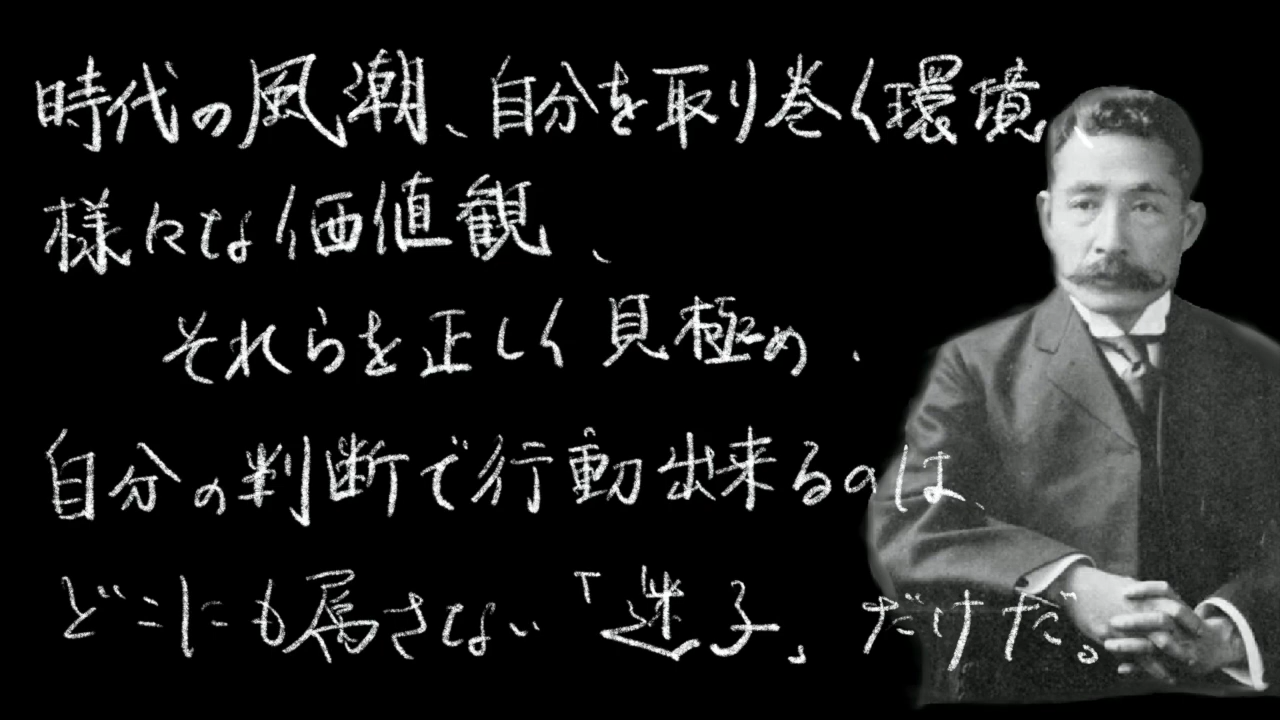 時代の風潮、自分を取り巻く環境、
様々な価値観、
それらを正しく見極め、
自分の判断で行動出来るのは、
どこにも属さない「迷子」だけだ。